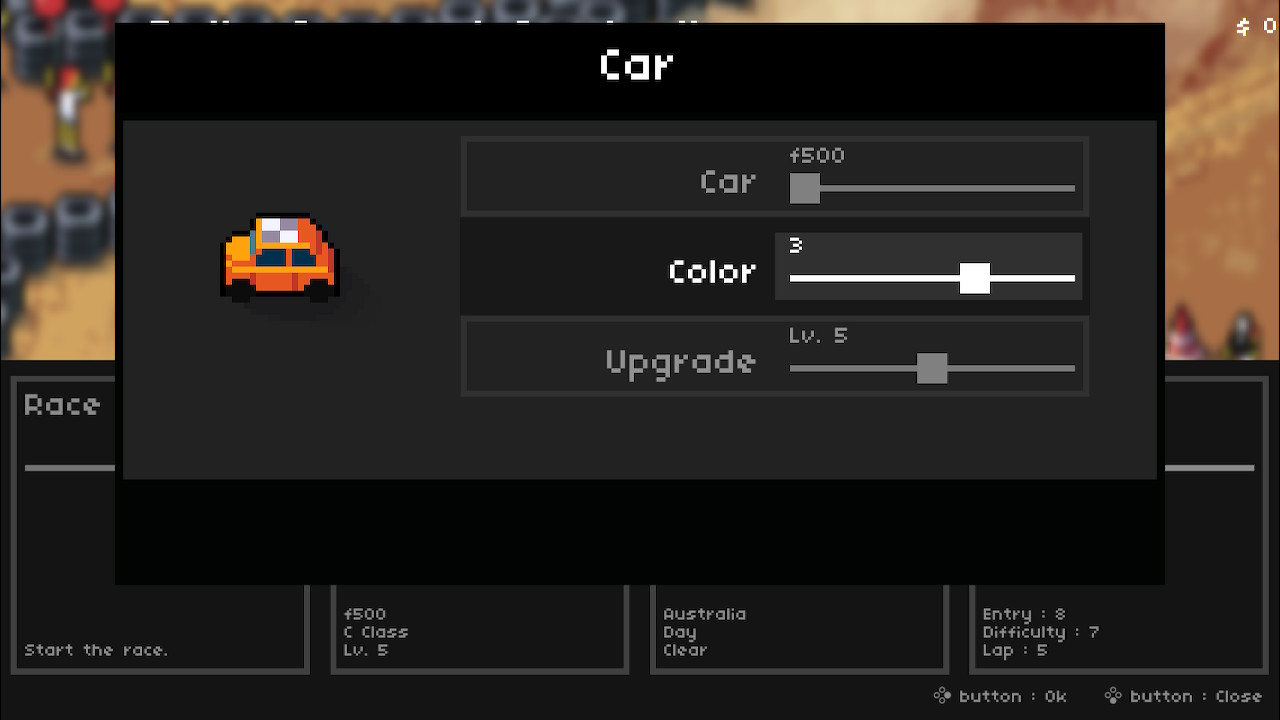 $ 0
Car
f500
Car
3
Color
Lv. 5
Upgrade
Race
Start the race.
f500
C Class
Lv. 5
Australia
Day
Clear
Entry : 8
Difficulty : 7
Lap : 5
button : Ok
button : Close